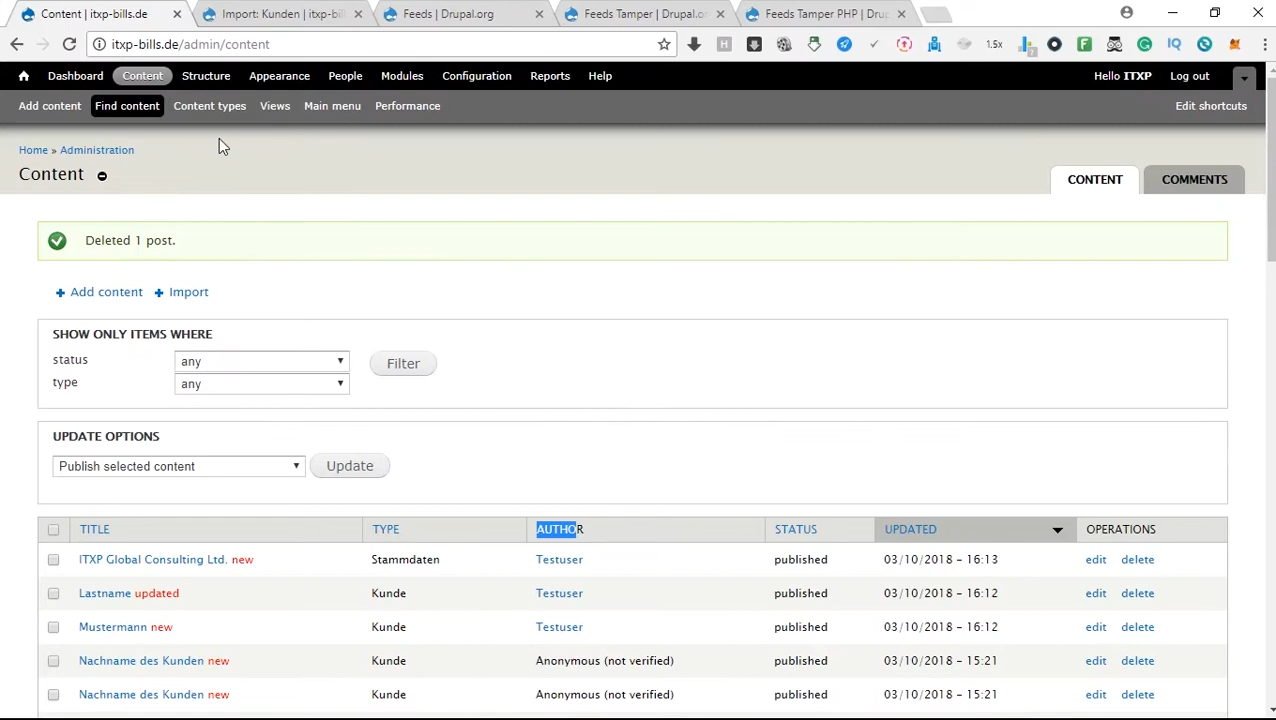 Content | itxp-bills.de
Import: Kunden | itxp-bil
Feeds | Drupal.org
Feeds Tamper | Drupal.o
Feeds Tamper PHP | Dru
itxp-bills.de/admin/content
1.5x
Dashboard Content Structure Appearance People Modules Configuration Reports Help Hello ITXP Log out
Add content Find content Content types Views Main menu Performance Edit shortcuts
Home » Administration
Content
CONTENT COMMENTS
Deleted 1 post.
Add content Import
SHOW ONLY ITEMS WHERE
status any Filter
type any
UPDATE OPTIONS
Publish selected content Update
TITLE TYPE AUTHOR STATUS UPDATED OPERATIONS
ITXP Global Consulting Ltd. new Stammdaten Testuser published 03/10/2018 - 16:13 edit delete
Lastname updated Kunde Testuser published 03/10/2018 - 16:12 edit delete
Mustermann new Kunde Testuser published 03/10/2018 - 16:12 edit delete
Nachname des Kunden new Kunde Anonymous (not verified) published 03/10/2018 - 15:21 edit delete
Nachname des Kunden new Kunde Anonymous (not verified) published 03/10/2018 - 15:21 edit delete